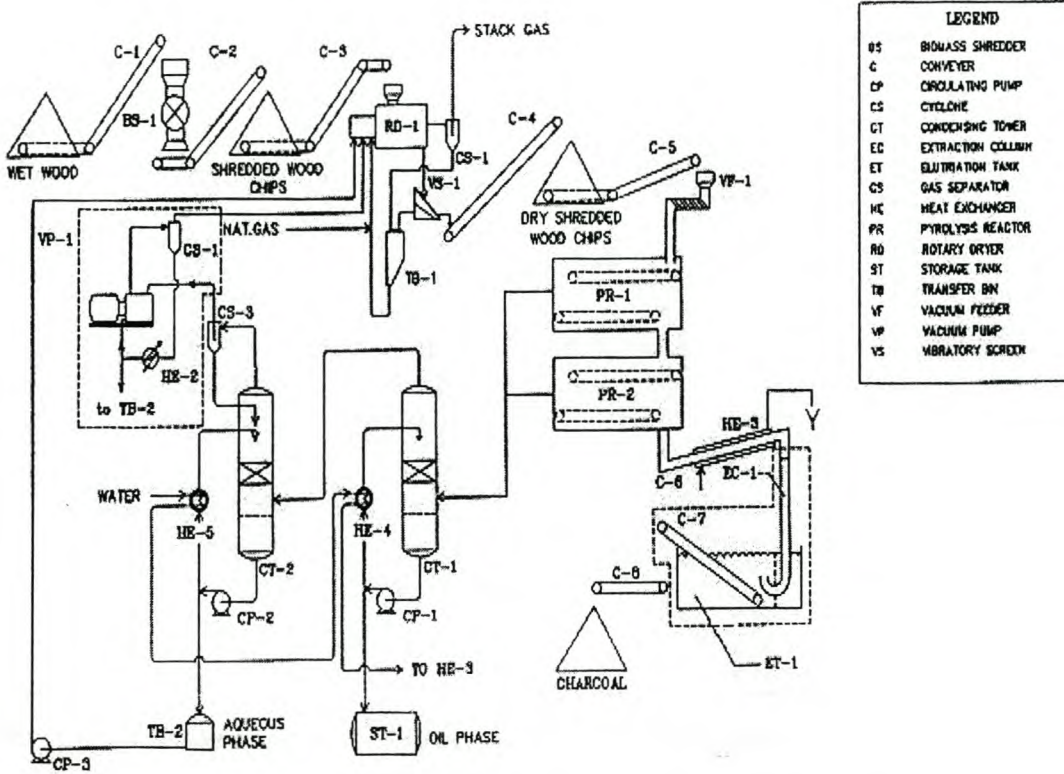 STACK GAS
C-1
C-2
C-3
BS-1
RD-1
CS-1
C-4
C-5
VS-1
VF-1
WET WOOD
SHREDDED WOOD
CHIPS
DRY SHREDDED
WOOD CHIPS
VP-1
NAT.GAS
GS-1
TB-1
PR-1
CS-3
HE-2
to TB-2
PR-2
HE-3
C-6
EC-1
WATER
HE-5
HE-4
C-7
CT-2
CT-1
CP-2
CP-1
C-8
TO HE-3
ET-1
CHARCOAL
TB-2
AQUEOUS
PHASE
ST-1
OIL PHASE
CP-3
LEGEND
BS BIOMASS SHREDDER
C CONVEYER
CP CIRCULATING PUMP
CS CYCLONE
CT CONDENSING TOWER
EC EXTRACTION COLUMN
ET ELUTRIATION TANK
GS GAS SEPARATOR
HE HEAT EXCHANGER
PR PYROLYSIS REACTOR
RD ROTARY DRYER
ST STORAGE TANK
TB TRANSFER BIN
VF VACUUM FEEDER
VP VACUUM PUMP
VS VIBRATORY SCREEN